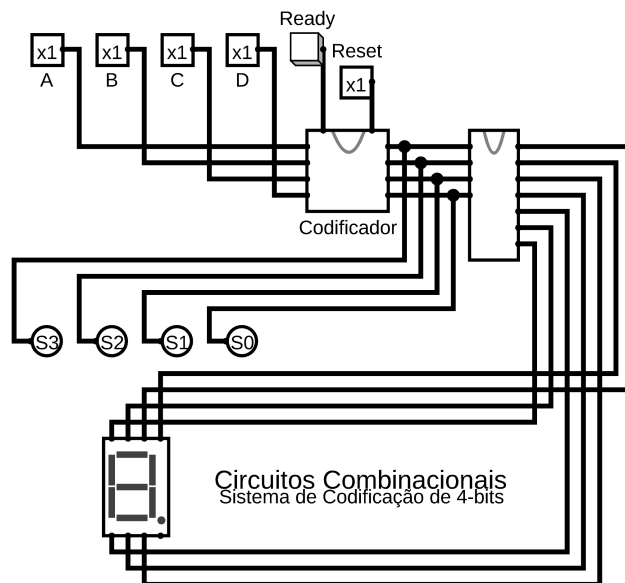 Ready
Reset
x1 x1 x1 x1
x1
A B C D
Codificador
S3 S2 S1 S0
Circuitos Combinacionais
Sistema de Codificação de 4-bits